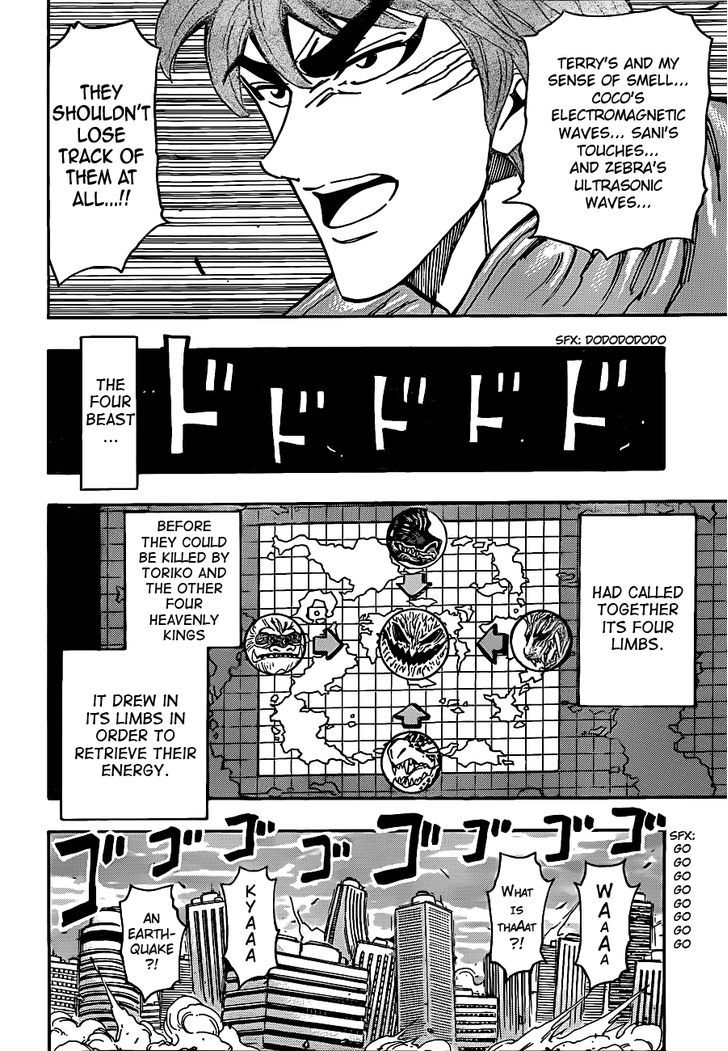 TERRY'S AND MY
SENSE OF SMELL...
COCO'S
ELECTROMAGNETIC
WAVES... SANI'S
TOUCHES...
AND ZEBRA'S
ULTRASONIC
WAVES...
THEY
SHOULDN'T
LOSE
TRACK OF
THEM AT
ALL...!!
SFX: DODODODODO
ドドドドド
THE
FOUR
BEAST
...
HAD CALLED
TOGETHER
ITS FOUR
LIMBS.
BEFORE
THEY COULD
BE KILLED BY
TORIKO AND
THE OTHER
FOUR
HEAVENLY
KINGS
IT DREW IN
ITS LIMBS IN
ORDER TO
RETRIEVE THEIR
ENERGY.
SFX:
GO
GO
GO
GO
GO
GO
GO
GO
ゴゴゴゴゴゴゴゴ
WAAAA
WHAT
IS
THAAAT
?!
KYAAA
AN
EARTH-
QUAKE
?!